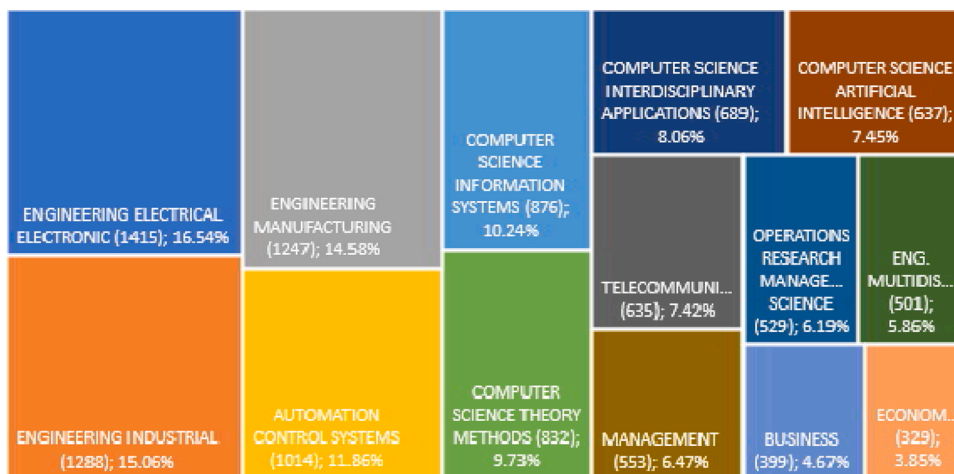 ENGINEERING ELECTRICAL
ELECTRONIC (1415); 16.54%
ENGINEERING INDUSTRIAL
(1288); 15.06%
ENGINEERING
MANUFACTURING
(1247); 14.58%
AUTOMATION
CONTROL SYSTEMS
(1014); 11.86%
COMPUTER
SCIENCE
INFORMATION
SYSTEMS (876);
10.24%
COMPUTER
SCIENCE THEORY
METHODS (832);
9.73%
COMPUTER SCIENCE
INTERDISCIPLINARY
APPLICATIONS (689);
8.06%
COMPUTER SCIENCE
ARTIFICIAL
INTELLIGENCE (637);
7.45%
TELECOMMUNI...
(635); 7.42%
MANAGEMENT
(553); 6.47%
OPERATIONS
RESEARCH
MANAGE...
SCIENCE
(529); 6.19%
ENG.
MULTIDIS...
(501);
5.86%
BUSINESS
(399); 4.67%
ECONOM...
(329);
3.85%